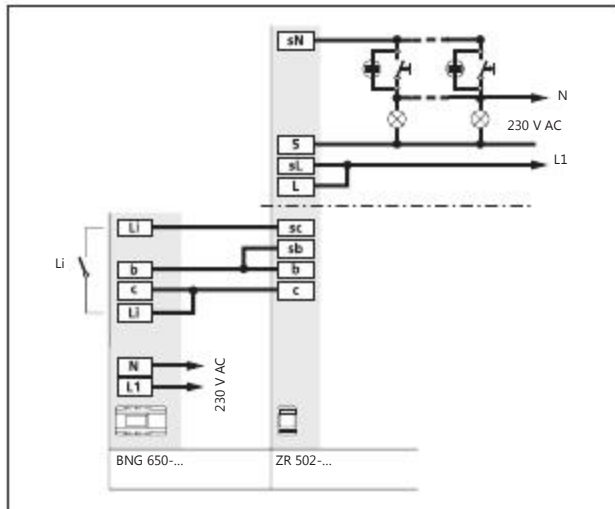 sN
N
230 V AC
S
sL
L1
L
Li
sc
sb
Li
b
b
c
c
Li
N
L1
230 V AC
BNG 650-...
ZR 502-...